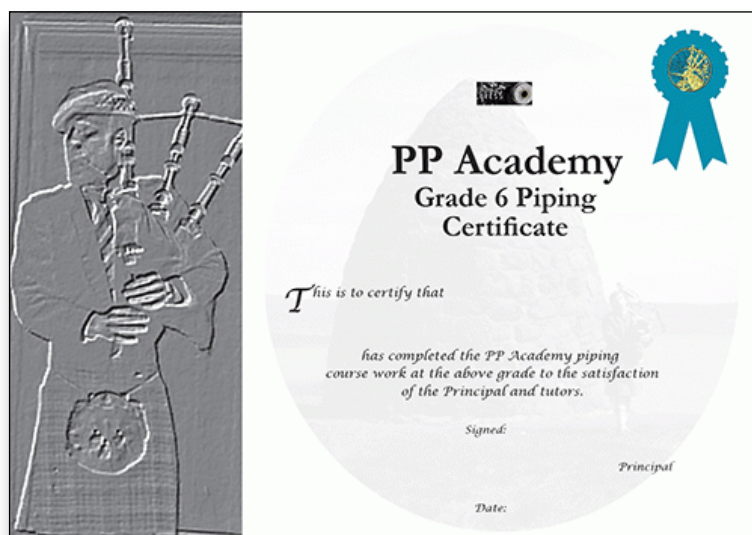 PP Academy
Grade 6 Piping
Certificate
This is to certify that
has completed the PP Academy piping
course work at the above grade to the satisfaction
of the Principal and tutors.
Signed:
Principal
Date: